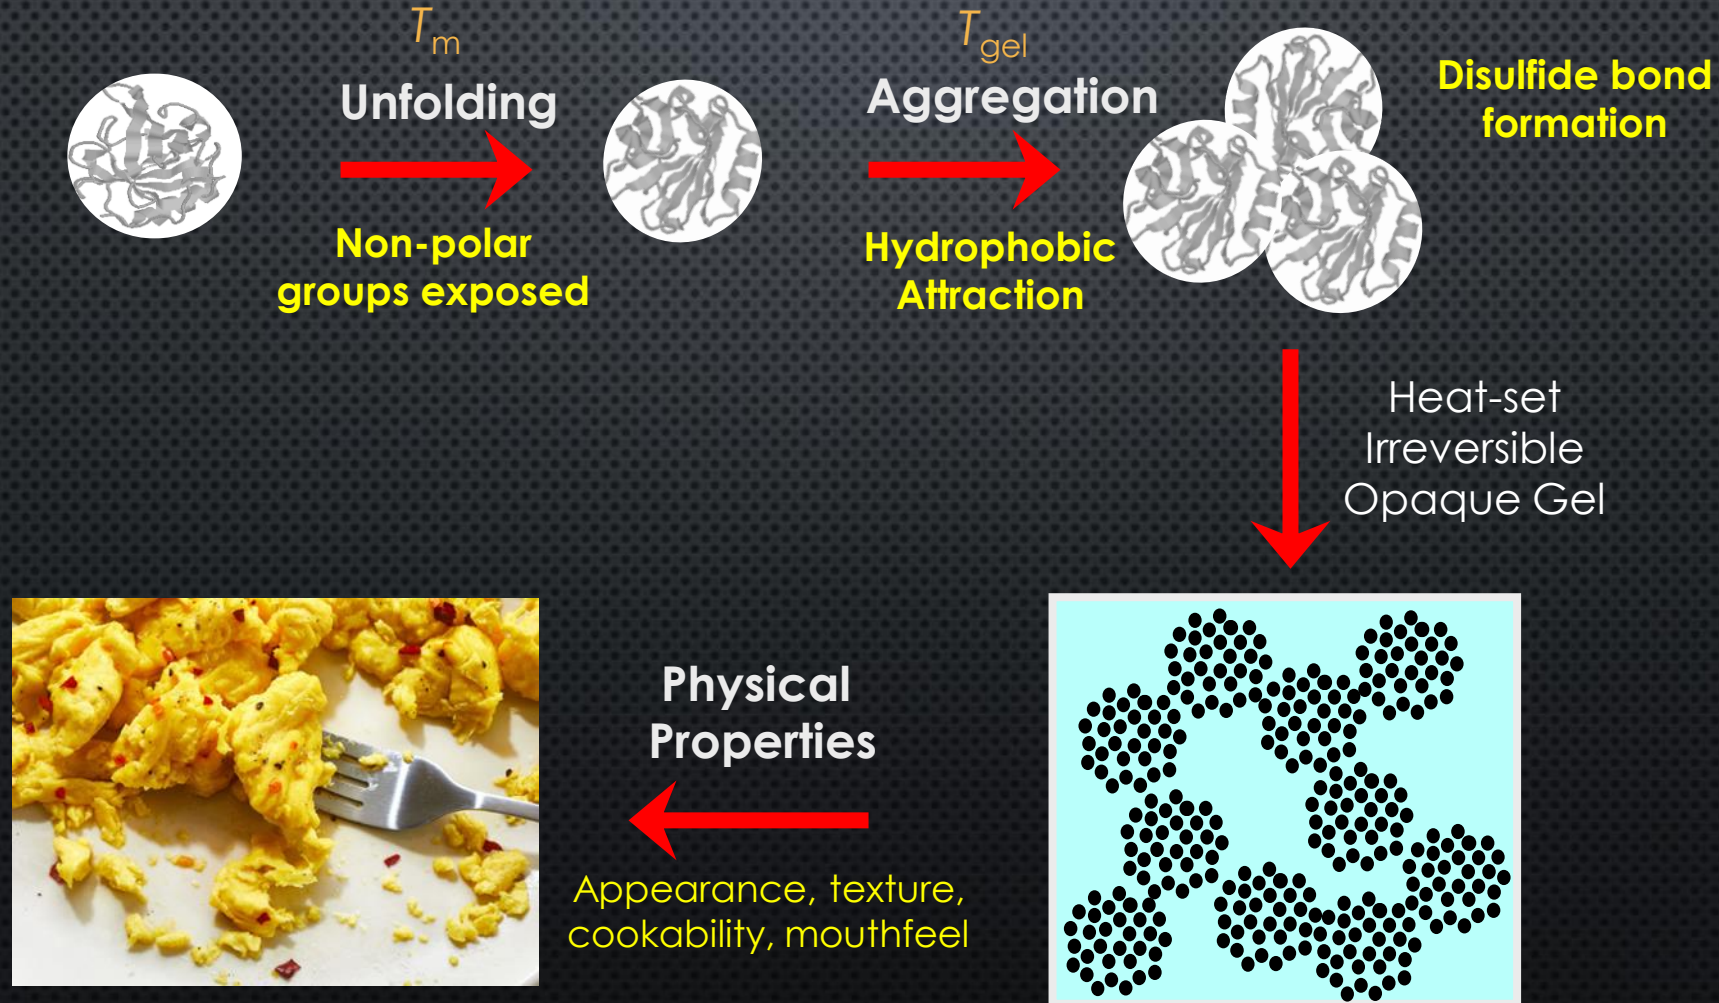 Tm
Unfolding
Non-polar
groups exposed
Tgel
Aggregation
Hydrophobic
Attraction
Disulfide bond
formation
Heat-set
Irreversible
Opaque Gel
Physical
Properties
Appearance, texture,
cookability, mouthfeel